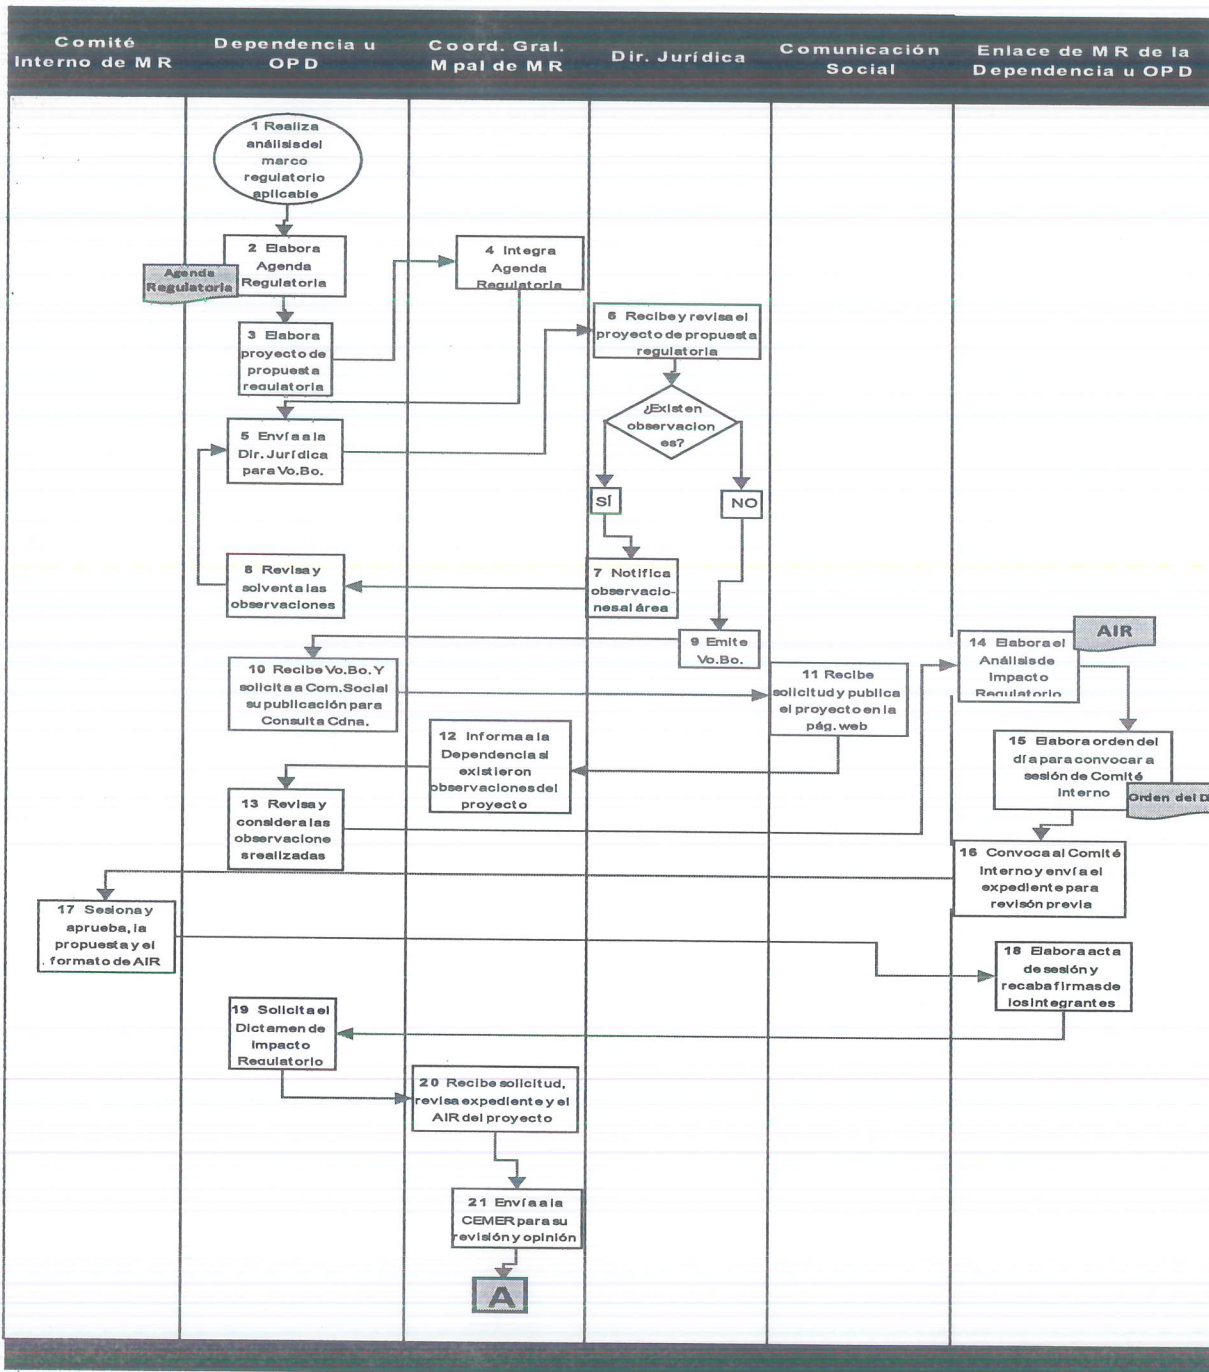 Comité
Interno de MR
Dependencia u
OPD
Coord. Gral.
Mpal de MR
Dir. Jurídica
Comunicación
Social
Enlace de MR de la
Dependencia u OPD
1 Realiza
análisis del
marco
regulatorio
aplicable
2 Elabora
Agenda
Regulatoria
Agenda
Regulatoria
3 Elabora
proyecto de
propuesta
regulatoria
4 Integra
Agenda
Regulatoria
5 Envía a la
Dir. Jurídica
para Vo.Bo.
6 Recibe y revisa el
proyecto de propuesta
regulatoria
¿Existen
observacion
es?
SÍ
NO
7 Notifica
observacio-
nes al área
8 Revisa y
solventa las
observaciones
9 Emite
Vo.Bo.
10 Recibe Vo.Bo. Y
solicita a Com.Social
su publicación para
Consulta Cdna.
11 Recibe
solicitud y publica
el proyecto en la
pág. web
12 Informa a la
Dependencia si
existieron
observaciones del
proyecto
13 Revisa y
considera las
observacione
s realizadas
14 Elabora el
Análisis de
Impacto
Regulatorio
AIR
15 Elabora orden del
día para convocar a
sesión de Comité
Interno
Orden del D
16 Convoca al Comité
Interno y envía el
expediente para
revisón previa
17 Sesiona y
aprueba, la
propuesta y el
formato de AIR
18 Elabora acta
de sesión y
recaba firmas de
los integrantes
19 Solicita el
Dictamen de
Impacto
Regulatorio
20 Recibe solicitud,
revisa expediente y el
AIR del proyecto
21 Envía a la
CEMER para su
revisión y opinión
A